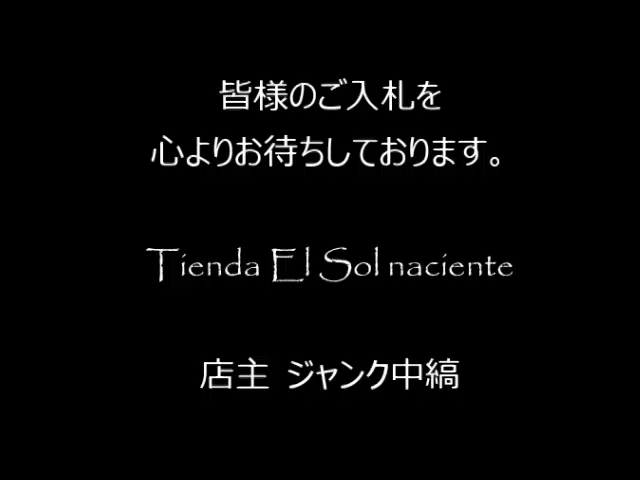 皆様のご入札を
心よりお待ちしております。
Tienda El Sol naciente
店主 ジャンク中縞